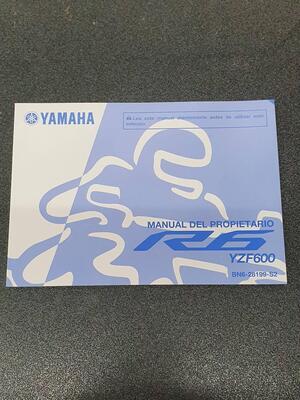 YAMAHA
Lea este manual atentamente antes de utilizar este
vehículo.
MANUAL DEL PROPIETARIO
R6
YZF600
BN6-28199-S2